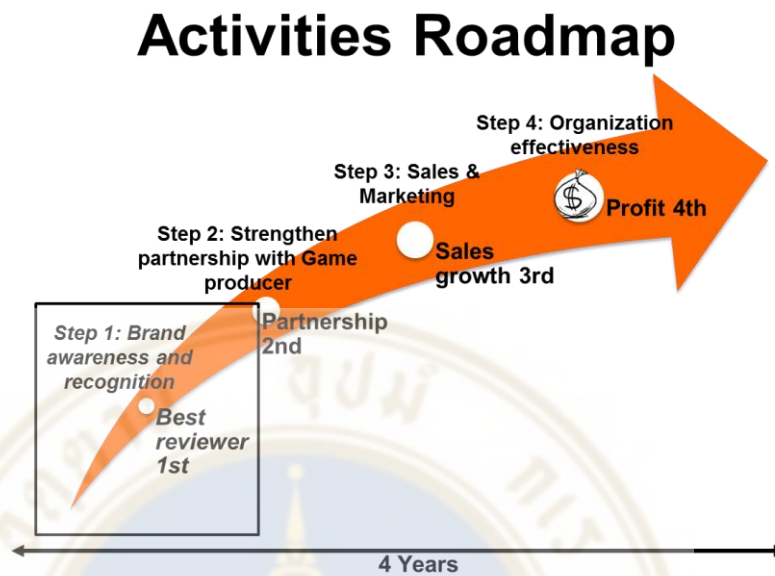 Activities Roadmap
Step 4: Organization
effectiveness
$
Profit 4th
Step 3: Sales &
Marketing
Sales
growth 3rd
Step 2: Strengthen
partnership with Game
producer
Partnership
2nd
Step 1: Brand
awareness and
recognition
Best
reviewer
1st
4 Years